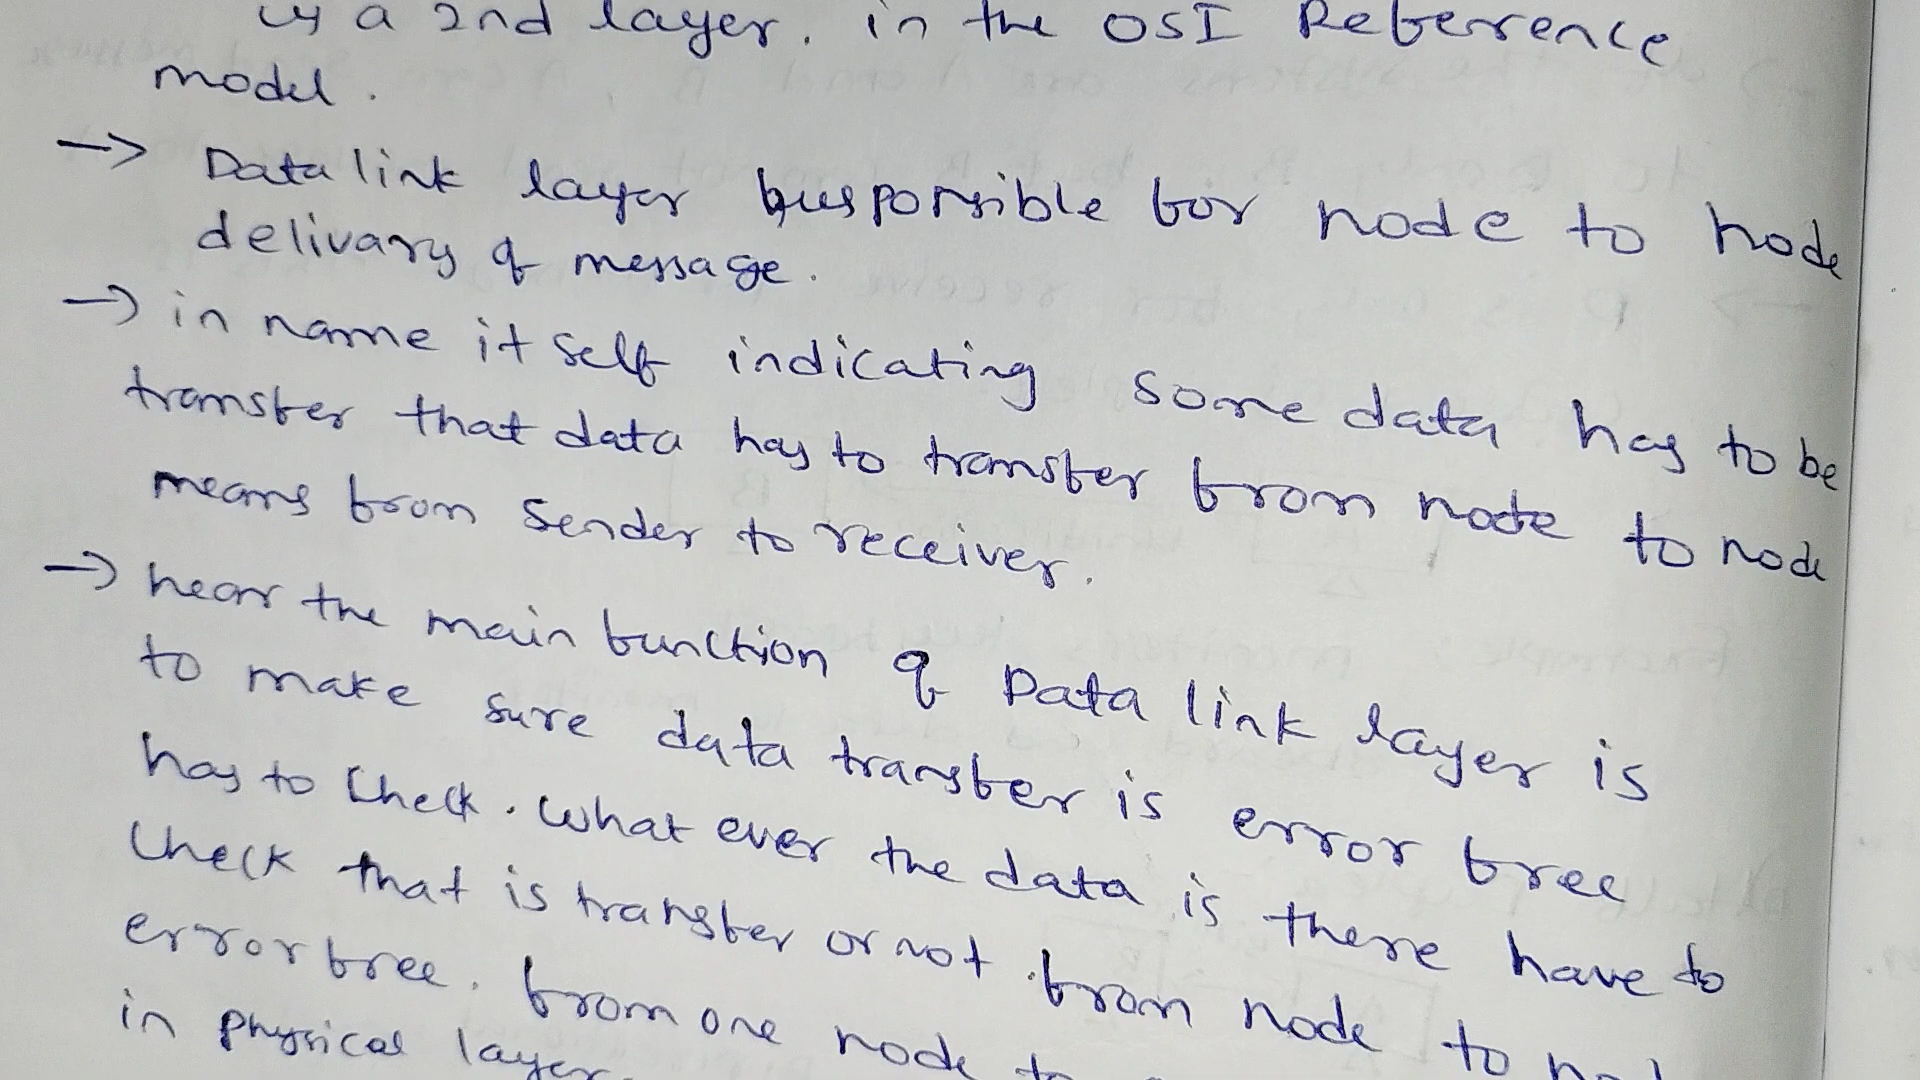 is a 2nd layer. in the OSI Reference
model.
→ Data link layer responsible for node to node
delivary of message.
→ in name it self indicating some data has to be
transfer that data has to transfer from node to node
means from sender to receiver.
→ hear the main function of Data link layer is
to make sure data transfer is error free
has to check. What ever the data is there have to
check that is transfer or not from node to
error free. from one node to
in physical layer